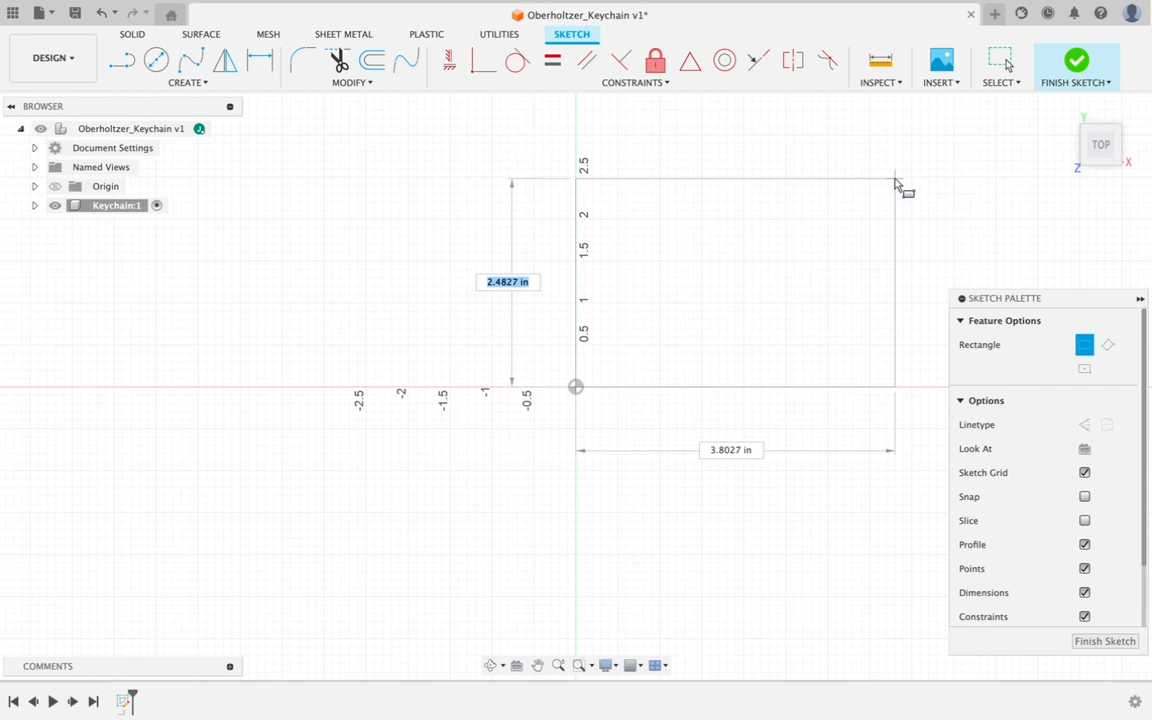 Oberholtzer_Keychain v1*
SOLID SURFACE MESH SHEET METAL PLASTIC UTILITIES SKETCH
DESIGN
CREATE MODIFY CONSTRAINTS INSPECT INSERT SELECT FINISH SKETCH
BROWSER
Oberholtzer_Keychain v1
Document Settings
Named Views
Origin
Keychain:1
TOP
Y
X
Z
2.5
2
1.5
1
0.5
2.4827 in
-2.5 -2 -1.5 -1 -0.5
3.8027 in
SKETCH PALETTE
Feature Options
Rectangle
Options
Linetype
Look At
Sketch Grid
Snap
Slice
Profile
Points
Dimensions
Constraints
Finish Sketch
COMMENTS